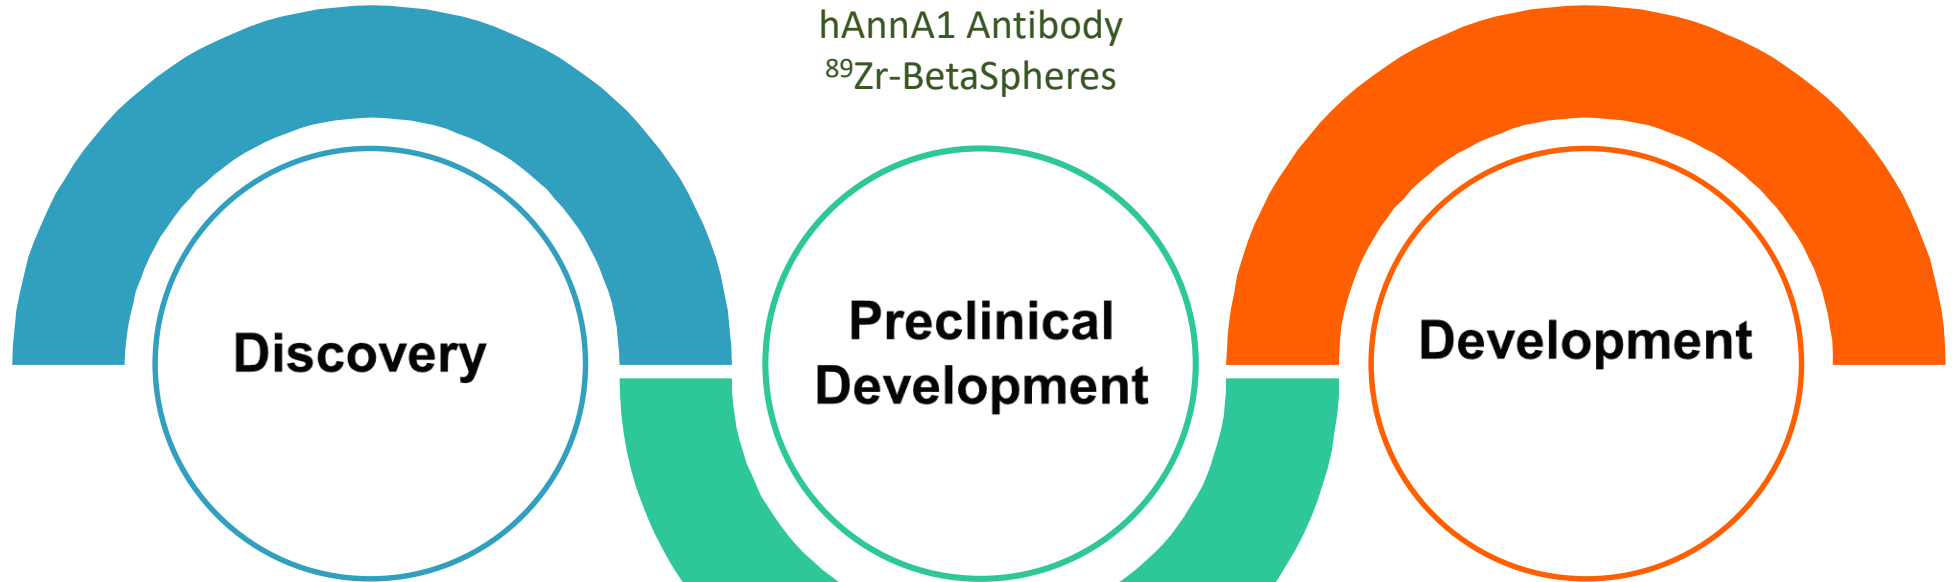 hAnnA1 Antibody
⁸⁹Zr-BetaSpheres
Discovery
Preclinical
Development
Development